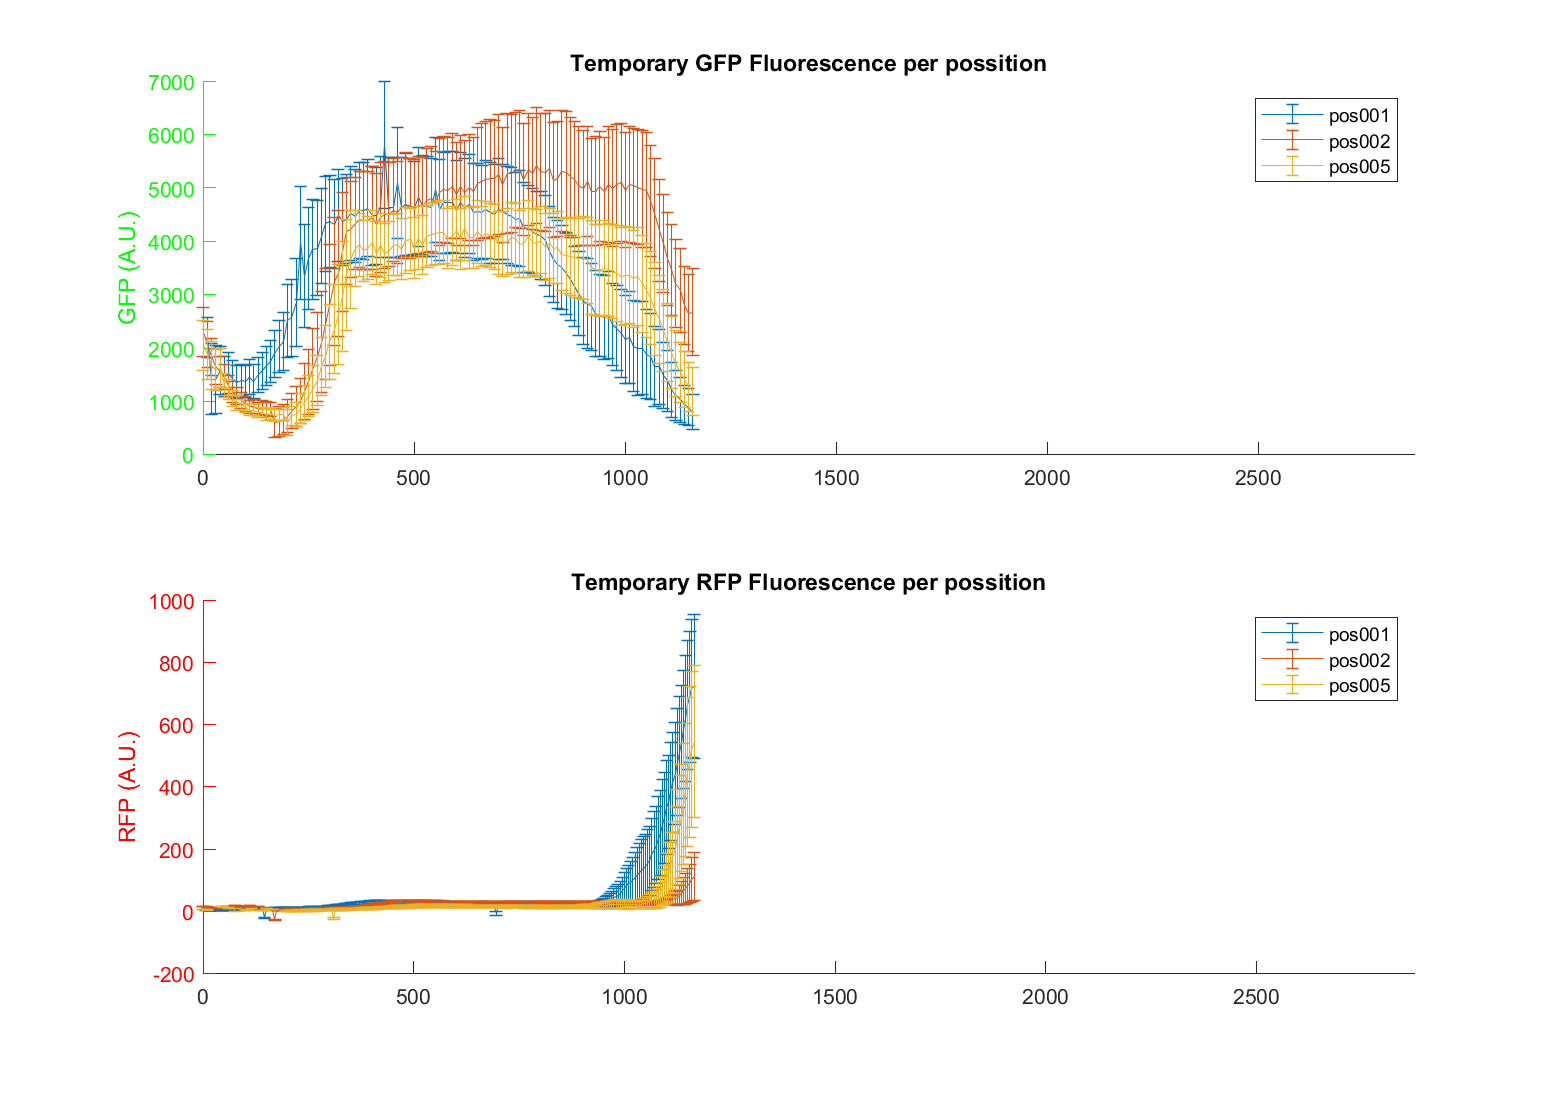 Temporary GFP Fluorescence per possition
7000
6000
5000
4000
3000
2000
1000
0
GFP (A.U.)
0 500 1000 1500 2000 2500
pos001
pos002
pos005
Temporary RFP Fluorescence per possition
1000
800
600
400
200
0
-200
RFP (A.U.)
0 500 1000 1500 2000 2500
pos001
pos002
pos005